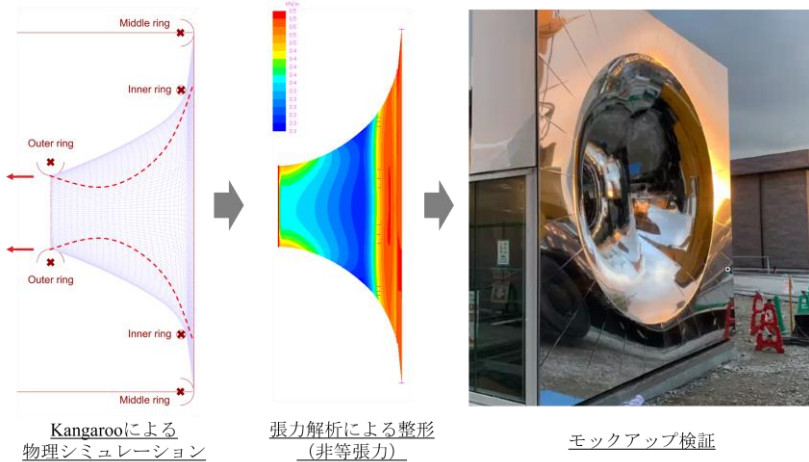 Middle ring
Inner ring
Outer ring
Outer ring
Inner ring
Middle ring
Kangarooによる
物理シミュレーション
張力解析による整形
（非等張力）
モックアップ検証